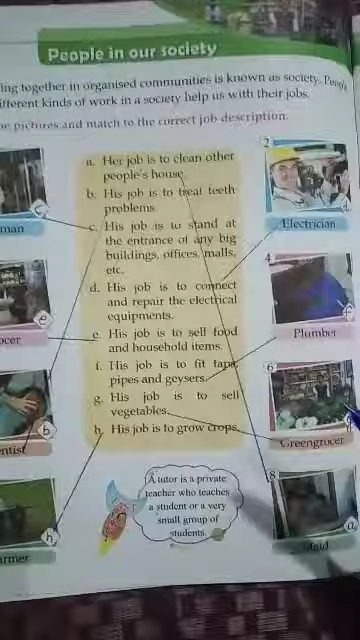 People in our society
ing together in organised communities is known as society. People
ifferent kinds of work in a society help us with their jobs.
pictures and match to the correct job description.
a. Her job is to clean other
people's house.
b. His job is to treat teeth
problems.
c. His job is to stand at
the entrance of any big
buildings, offices, malls,
etc.
d. His job is to connect
and repair the electrical
equipments.
e. His job is to sell food
and household items.
f. His job is to fit taps,
pipes and geysers.
g. His job is to sell
vegetables.
h. His job is to grow crops.
man
c
ocer
e
entist
b
armer
h
2
Electrician
d
4
Plumber
f
6
Greengrocer
8
Maid
a
A tutor is a private
teacher who teaches
a student or a very
small group of
students.